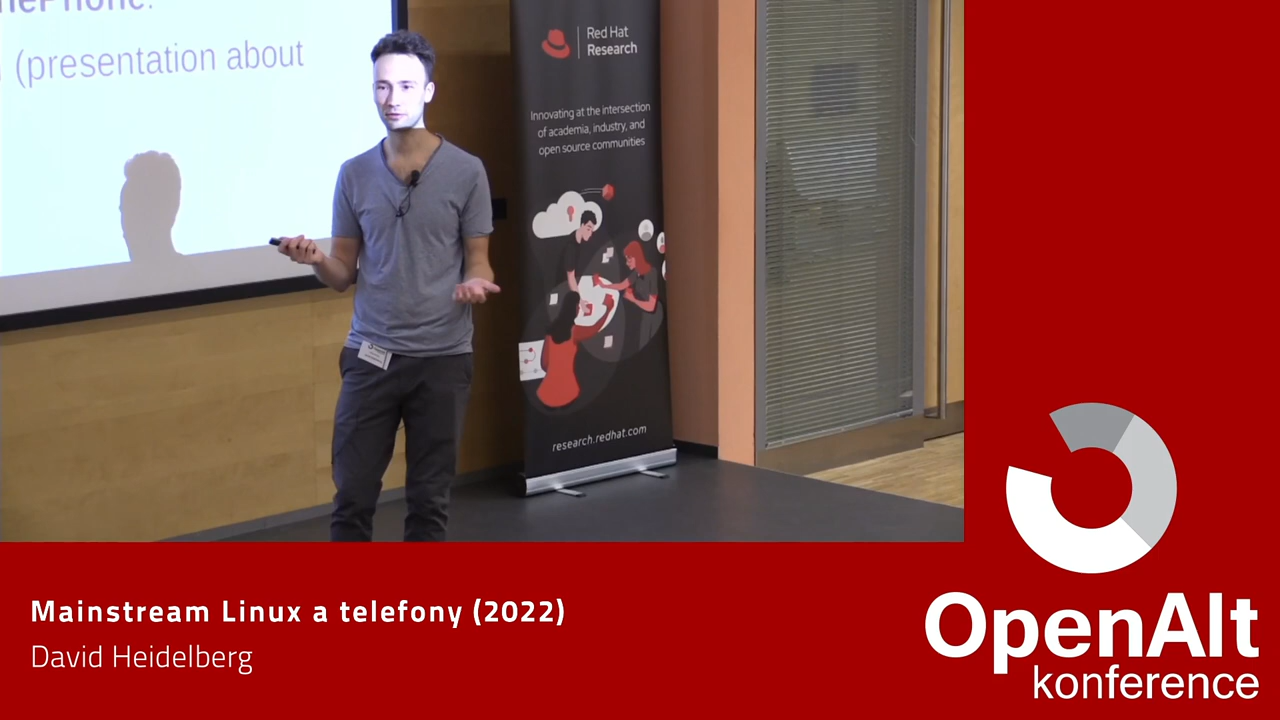 (presentation about
Red Hat
Research
Innovating at the intersection
of academia, industry, and
open source communities
research.redhat.com
Mainstream Linux a telefony (2022)
David Heidelberg
OpenAlt
konference